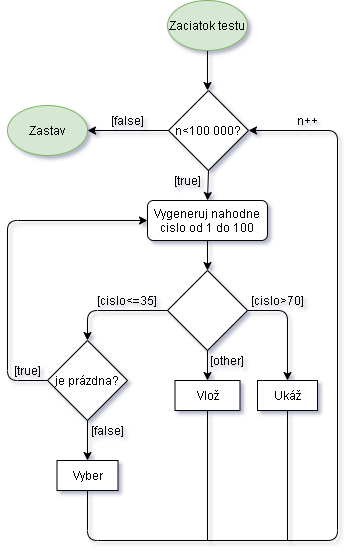 Zaciatok testu
[false]
n<100 000?
n++
Zastav
[true]
Vygeneruj nahodne
cislo od 1 do 100
[cislo<=35]
[cislo>70]
[true]
je prázdna?
[other]
Vlož
Ukáž
[false]
Vyber